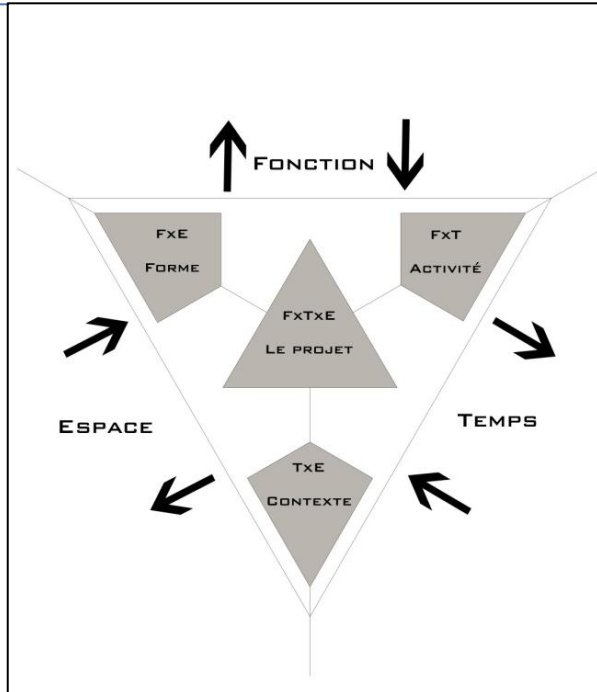 FONCTION
FXE
FORME
FXT
ACTIVITÉ
FXTXE
LE PROJET
ESPACE
TEMPS
TXE
CONTEXTE